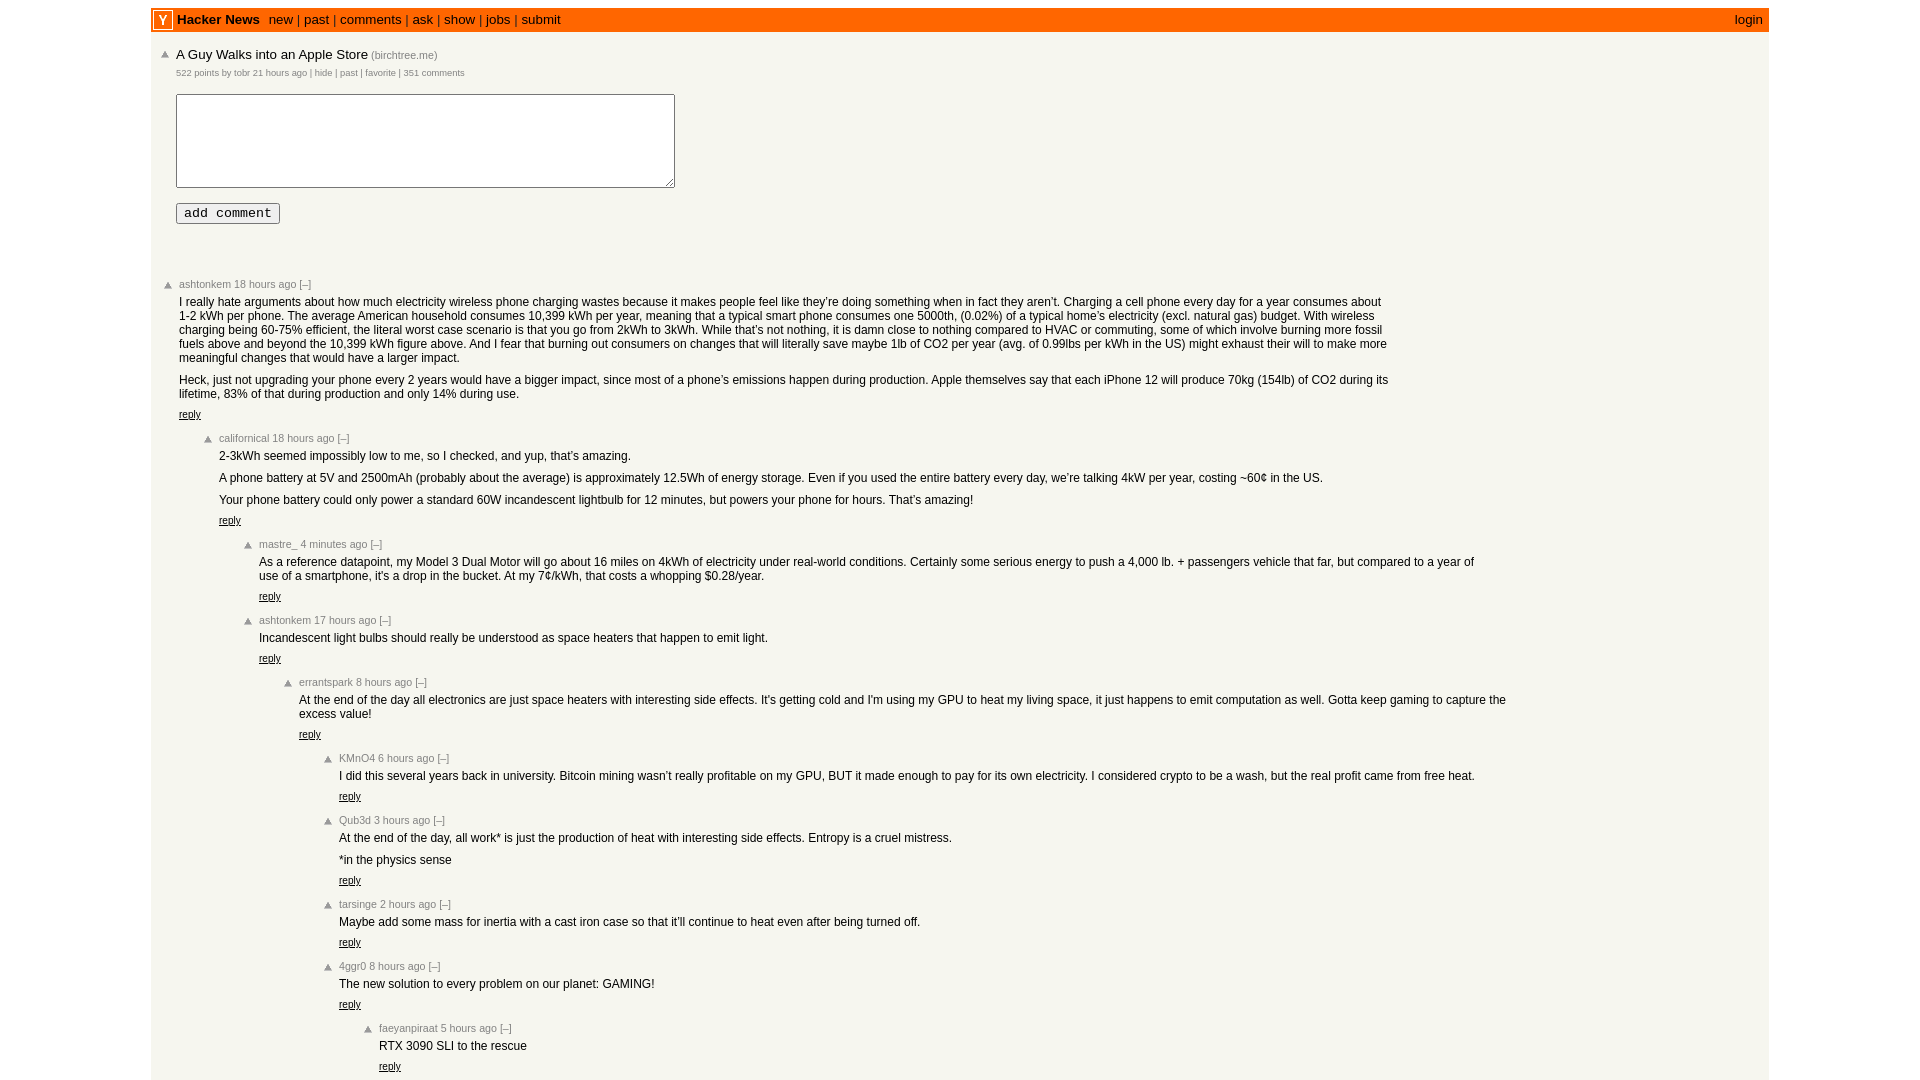 Y Hacker News new | past | comments | ask | show | jobs | submit login
A Guy Walks into an Apple Store (birchtree.me)
522 points by tobr 21 hours ago | hide | past | favorite | 351 comments
add comment
ashtonkem 18 hours ago [–]
I really hate arguments about how much electricity wireless phone charging wastes because it makes people feel like they’re doing something when in fact they aren’t. Charging a cell phone every day for a year consumes about
1-2 kWh per phone. The average American household consumes 10,399 kWh per year, meaning that a typical smart phone consumes one 5000th, (0.02%) of a typical home’s electricity (excl. natural gas) budget. With wireless
charging being 60-75% efficient, the literal worst case scenario is that you go from 2kWh to 3kWh. While that’s not nothing, it is damn close to nothing compared to HVAC or commuting, some of which involve burning more fossil
fuels above and beyond the 10,399 kWh figure above. And I fear that burning out consumers on changes that will literally save maybe 1lb of CO2 per year (avg. of 0.99lbs per kWh in the US) might exhaust their will to make more
meaningful changes that would have a larger impact.
Heck, just not upgrading your phone every 2 years would have a bigger impact, since most of a phone’s emissions happen during production. Apple themselves say that each iPhone 12 will produce 70kg (154lb) of CO2 during its
lifetime, 83% of that during production and only 14% during use.
reply
californical 18 hours ago [–]
2-3kWh seemed impossibly low to me, so I checked, and yup, that’s amazing.
A phone battery at 5V and 2500mAh (probably about the average) is approximately 12.5Wh of energy storage. Even if you used the entire battery every day, we’re talking 4kW per year, costing ~60¢ in the US.
Your phone battery could only power a standard 60W incandescent lightbulb for 12 minutes, but powers your phone for hours. That’s amazing!
reply
mastre_ 4 minutes ago [–]
As a reference datapoint, my Model 3 Dual Motor will go about 16 miles on 4kWh of electricity under real-world conditions. Certainly some serious energy to push a 4,000 lb. + passengers vehicle that far, but compared to a year of
use of a smartphone, it's a drop in the bucket. At my 7¢/kWh, that costs a whopping $0.28/year.
reply
ashtonkem 17 hours ago [–]
Incandescent light bulbs should really be understood as space heaters that happen to emit light.
reply
errantspark 8 hours ago [–]
At the end of the day all electronics are just space heaters with interesting side effects. It's getting cold and I'm using my GPU to heat my living space, it just happens to emit computation as well. Gotta keep gaming to capture the
excess value!
reply
KMnO4 6 hours ago [–]
I did this several years back in university. Bitcoin mining wasn’t really profitable on my GPU, BUT it made enough to pay for its own electricity. I considered crypto to be a wash, but the real profit came from free heat.
reply
Qub3d 3 hours ago [–]
At the end of the day, all work* is just the production of heat with interesting side effects. Entropy is a cruel mistress.
*in the physics sense
reply
tarsinge 2 hours ago [–]
Maybe add some mass for inertia with a cast iron case so that it’ll continue to heat even after being turned off.
reply
4ggr0 8 hours ago [–]
The new solution to every problem on our planet: GAMING!
reply
faeyanpiraat 5 hours ago [–]
RTX 3090 SLI to the rescue
reply